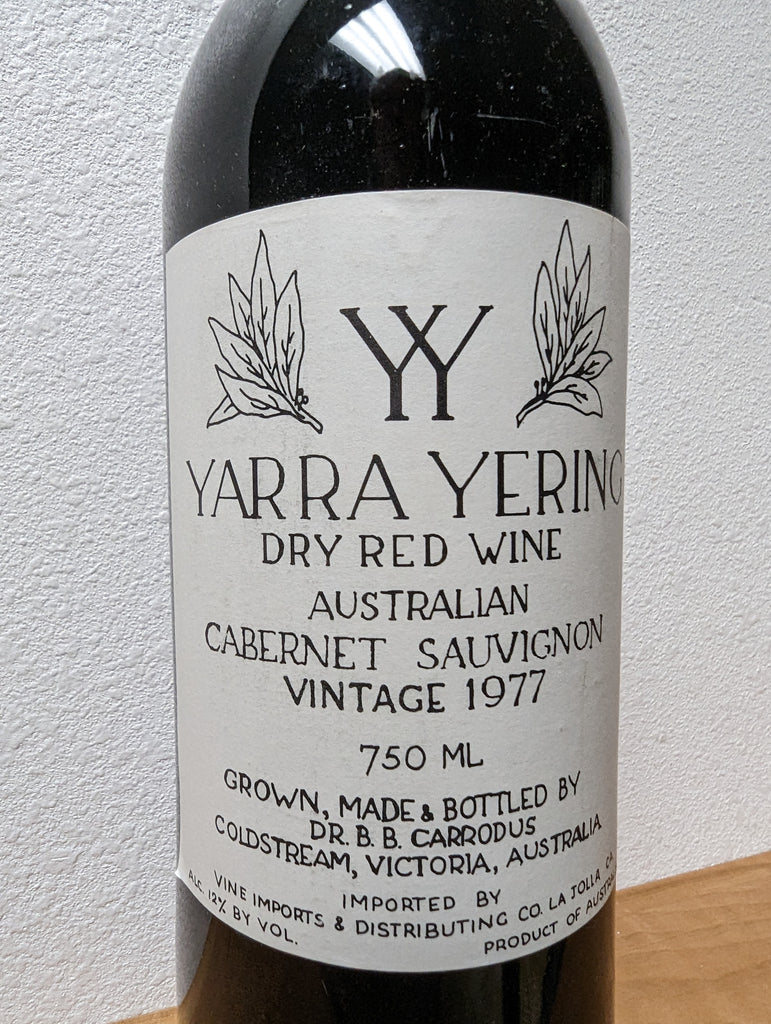 YY
YARRA YERING
DRY RED WINE
AUSTRALIAN
CABERNET SAUVIGNON
VINTAGE 1977
750 ML
GROWN, MADE & BOTTLED BY
DR. B. B. CARRODUS
COLDSTREAM, VICTORIA, AUSTRALIA
IMPORTED BY
VINE IMPORTS & DISTRIBUTING CO. LA JOLLA CA
ALC. 12% BY VOL.
PRODUCT OF